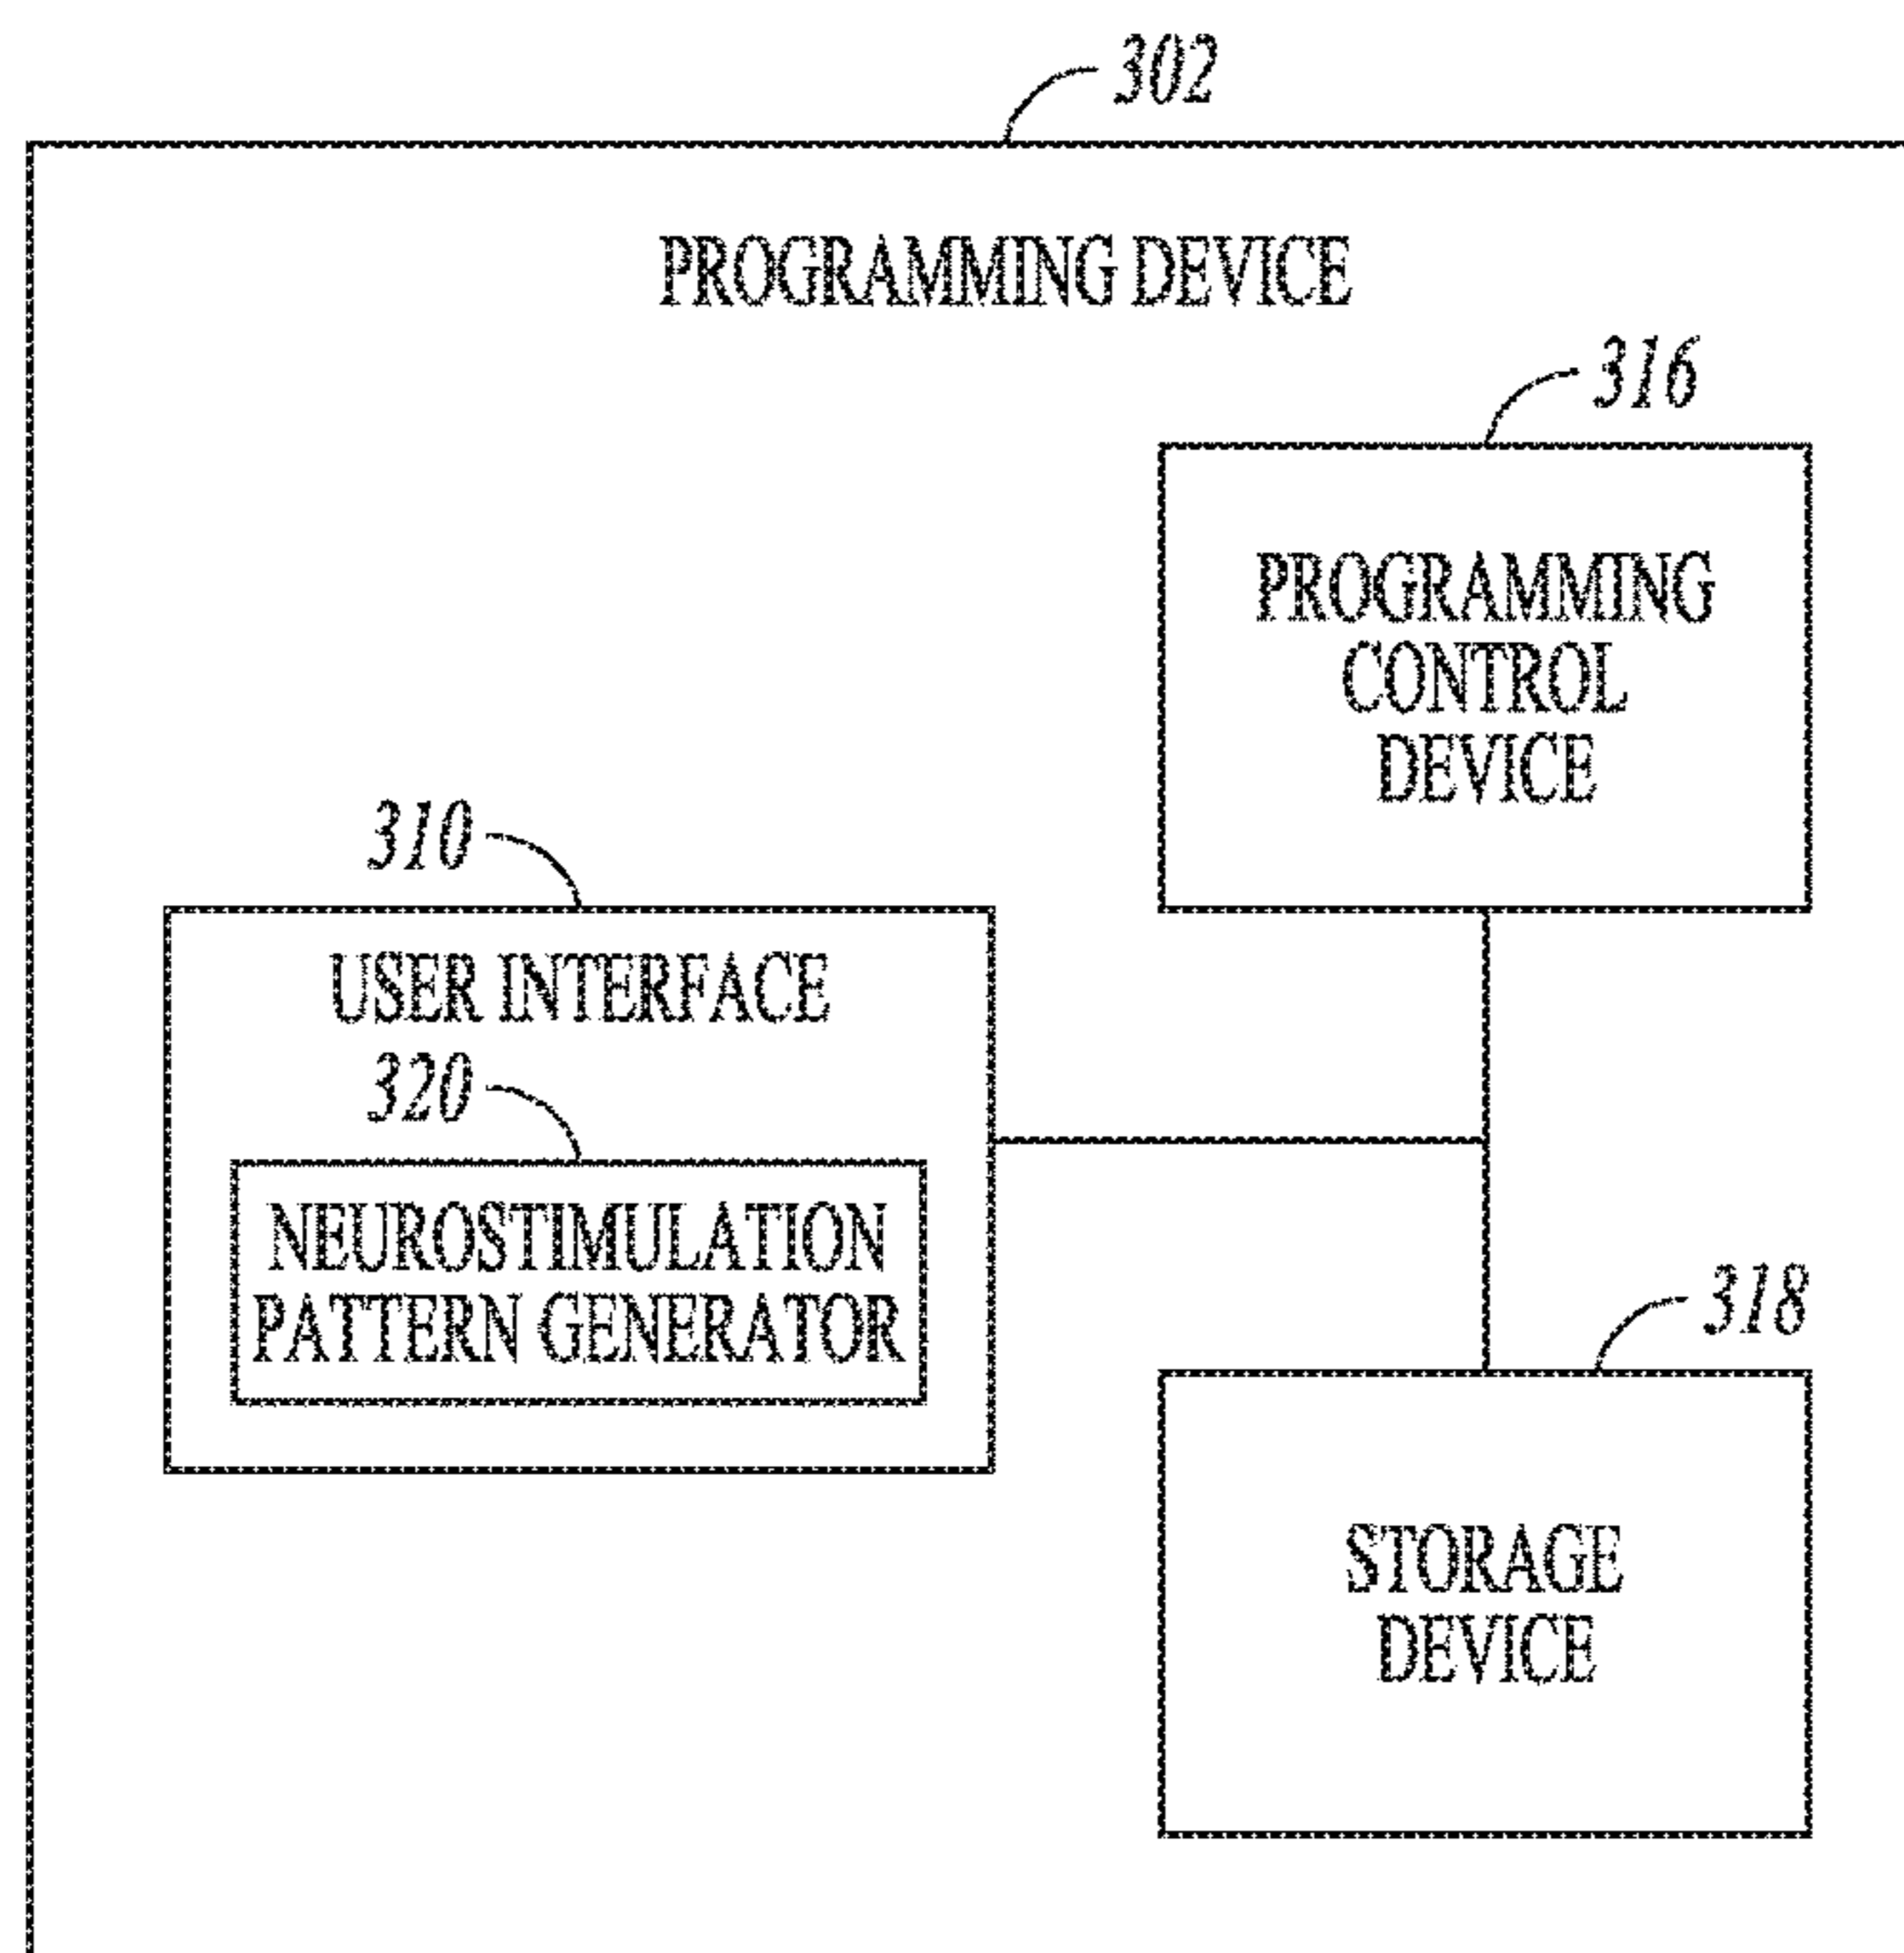 302
PROGRAMMING DEVICE
316
PROGRAMMING
CONTROL
DEVICE
310
USER INTERFACE
320
NEUROSTIMULATION
PATTERN GENERATOR
318
STORAGE
DEVICE